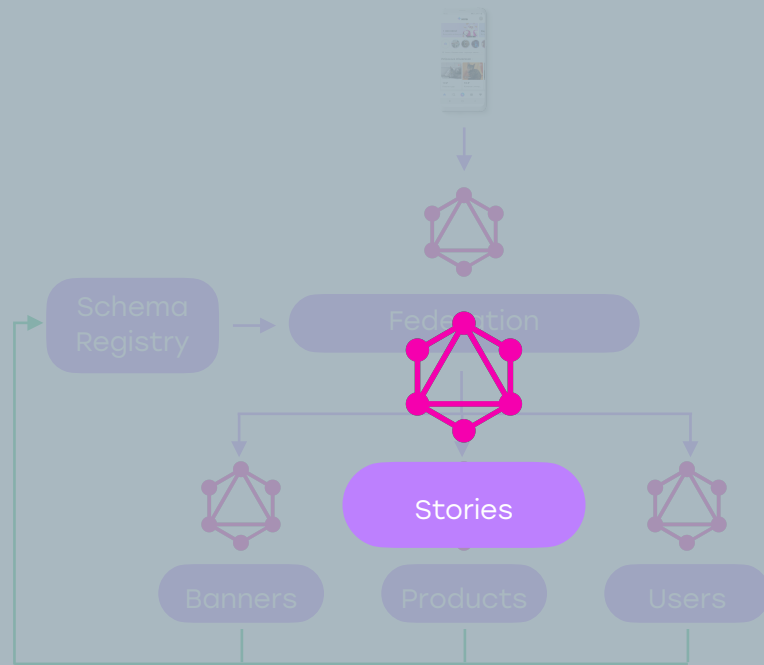 Schema
Registry
Federation
Stories
Banners
Products
Users